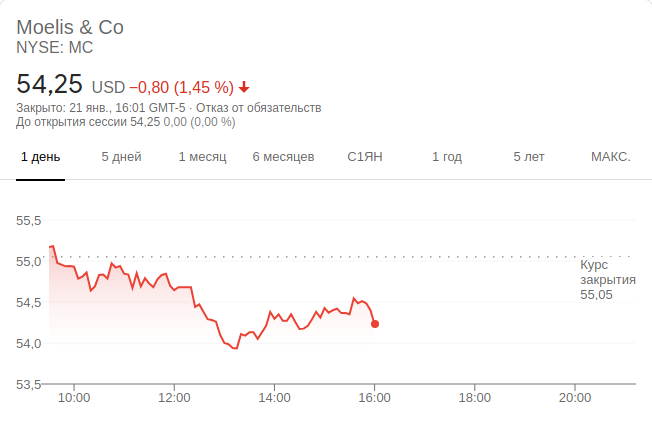 Moelis & Co
NYSE: MC
54,25 USD −0,80 (1,45 %)
Закрыто: 21 янв., 16:01 GMT-5 · Отказ от обязательств
До открытия сессии 54,25 0,00 (0,00 %)
1 день 5 дней 1 месяц 6 месяцев С1ЯН 1 год 5 лет МАКС.
55,5
55,0
Курс
закрытия
55,05
54,5
54,0
53,5
10:00 12:00 14:00 16:00 18:00 20:00